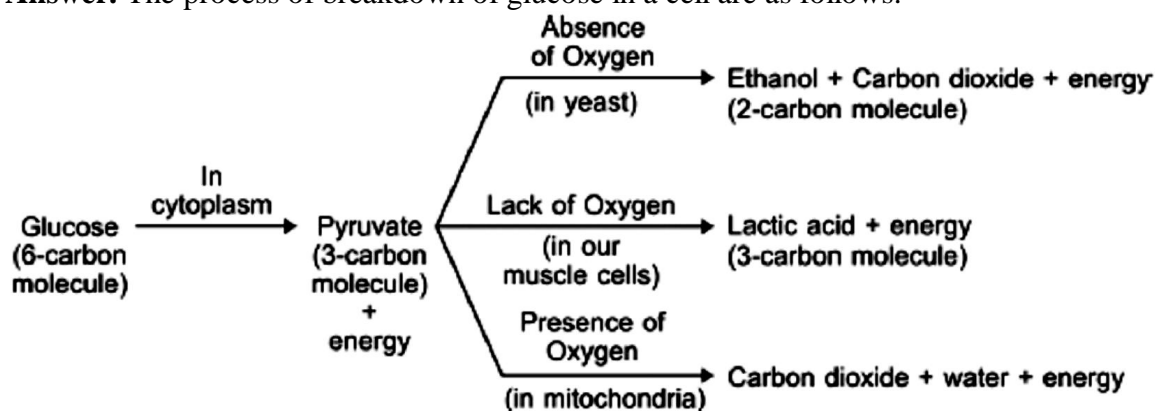 Answer: The process of breakdown of glucose in a cell are as follows:
Absence
of Oxygen
(in yeast)
Ethanol + Carbon dioxide + energy
(2-carbon molecule)
In
cytoplasm
Glucose
(6-carbon
molecule)
Pyruvate
(3-carbon
molecule)
+
energy
Lack of Oxygen
(in our
muscle cells)
Lactic acid + energy
(3-carbon molecule)
Presence of
Oxygen
(in mitochondria)
Carbon dioxide + water + energy